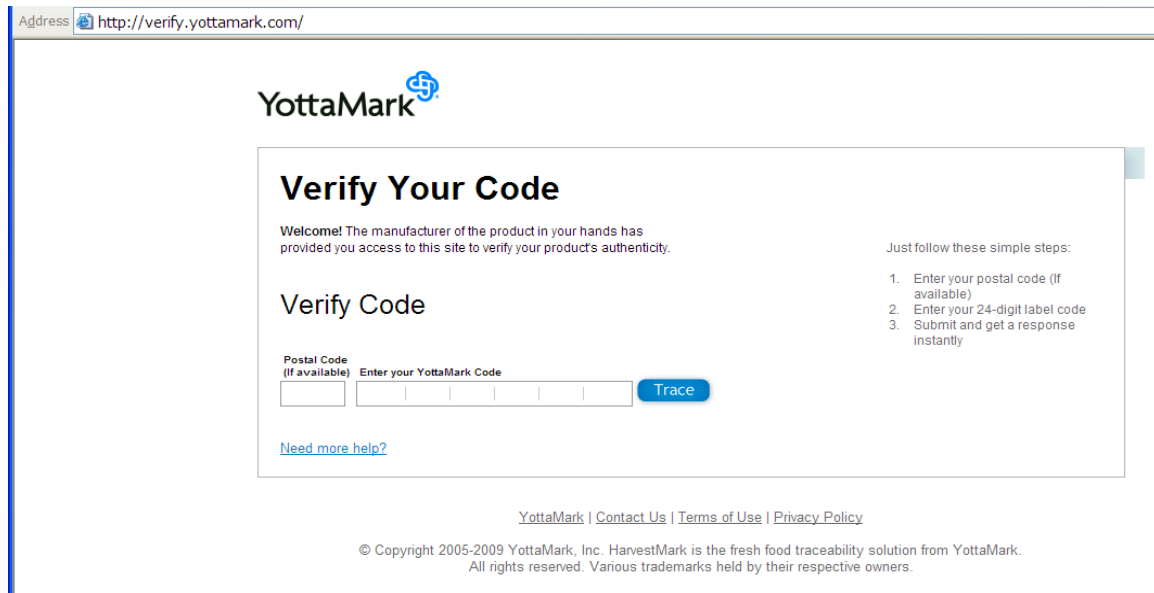 Address http://verify.yottamark.com/
YottaMark
Verify Your Code
Welcome! The manufacturer of the product in your hands has
provided you access to this site to verify your product's authenticity.
Verify Code
Postal Code
(If available) Enter your YottaMark Code
Trace
Need more help?
Just follow these simple steps:
1. Enter your postal code (If
available)
2. Enter your 24-digit label code
3. Submit and get a response
instantly
YottaMark | Contact Us | Terms of Use | Privacy Policy
© Copyright 2005-2009 YottaMark, Inc. HarvestMark is the fresh food traceability solution from YottaMark.
All rights reserved. Various trademarks held by their respective owners.